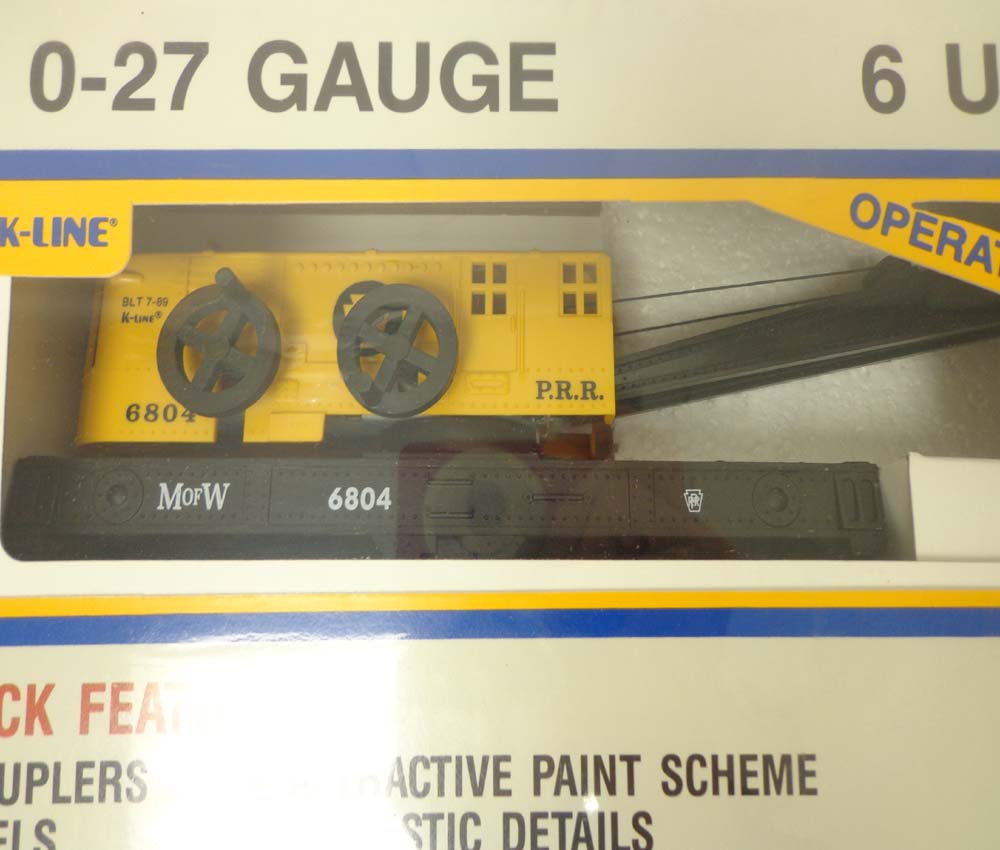 0-27 GAUGE
6 U
K-LINE®
OPERAT
BLT 7-89
K-LINE®
6804
P.R.R.
MOFW
6804
PRR
CK FEAT
UPLERS
ACTIVE PAINT SCHEME
ELS
STIC DETAILS